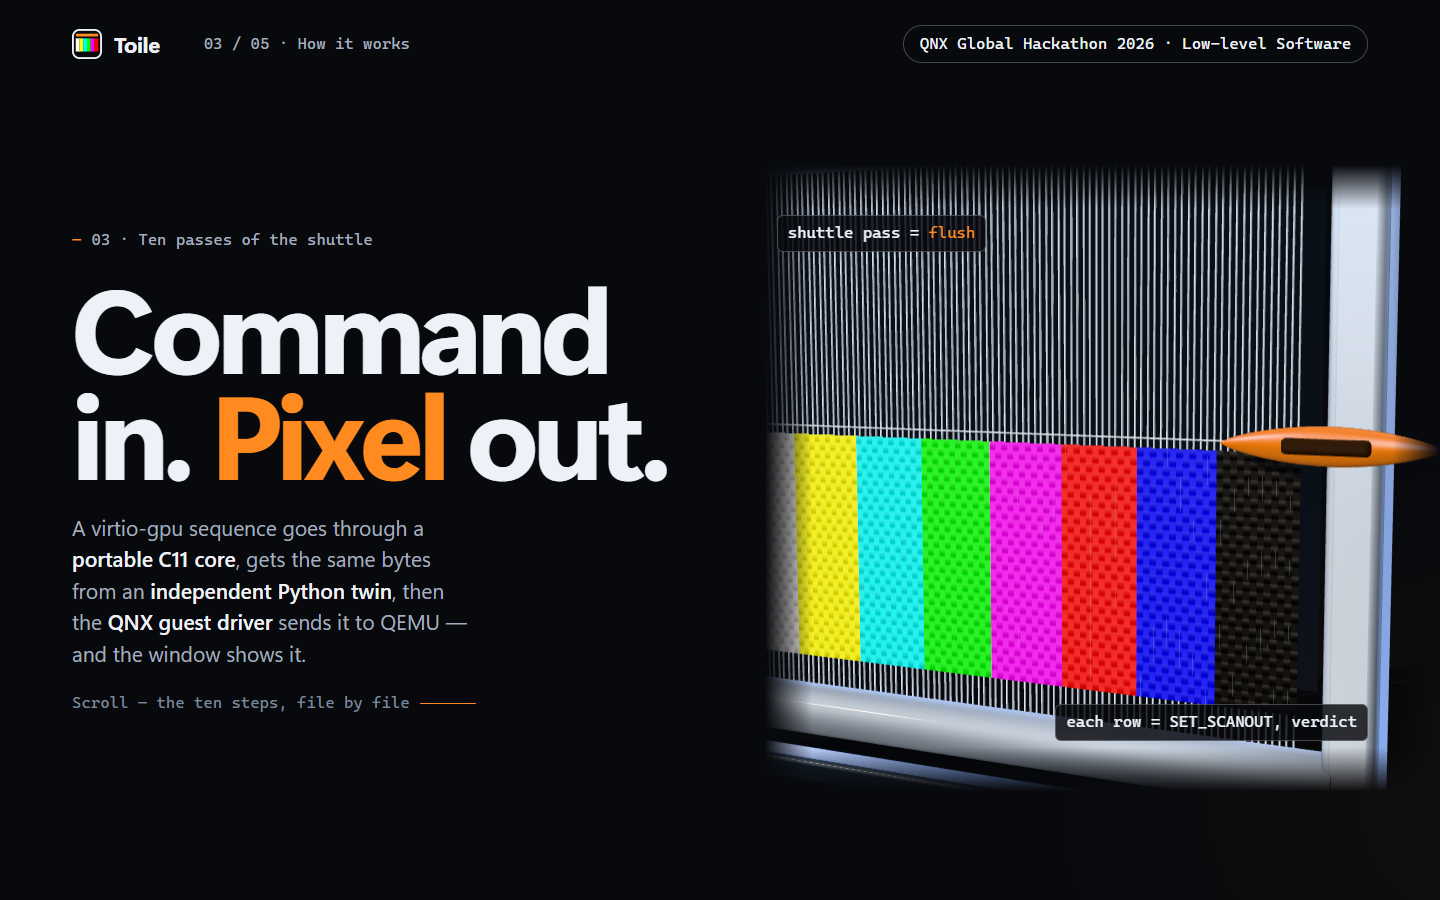 Toile
03 / 05 · How it works
QNX Global Hackathon 2026 · Low-level Software
— 03 · Ten passes of the shuttle
Command
in. Pixel out.
A virtio-gpu sequence goes through a
portable C11 core, gets the same bytes
from an independent Python twin, then
the QNX guest driver sends it to QEMU —
and the window shows it.
Scroll — the ten steps, file by file
shuttle pass = flush
each row = SET_SCANOUT, verdict